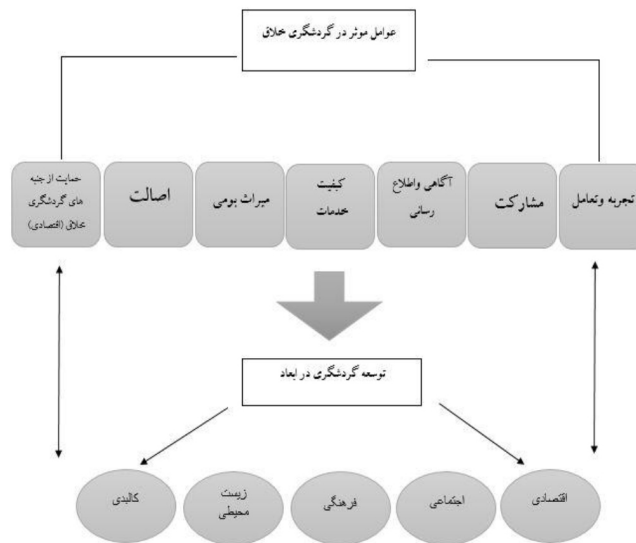 عوامل موثر در گردشگری خلاق
تجربه وتعامل
مشارکت
آگاهی واطلاع
رسانی
کیفیت
خدمات
میراث بومی
اصالت
حمایت از جنبه
های گردشگری
خلاق (اقتصادی)
توسعه گردشگری در ابعاد
اقتصادی
اجتماعی
فرهنگی
زیست
محیطی
کالبدی